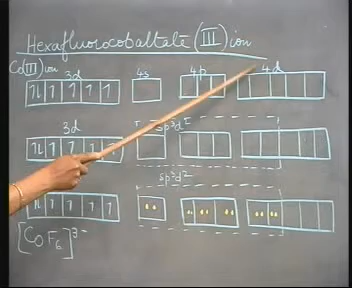 Hexafluorocobaltate (III) ion
Co(III) ion
3d 4s 4p 4d
↿⇂ ↿ ↿ ↿ ↿
3d sp³d²
↿⇂ ↿ ↿ ↿ ↿
sp³d²
↿ ↿ ↿ ↿
[CoF₆]³⁻